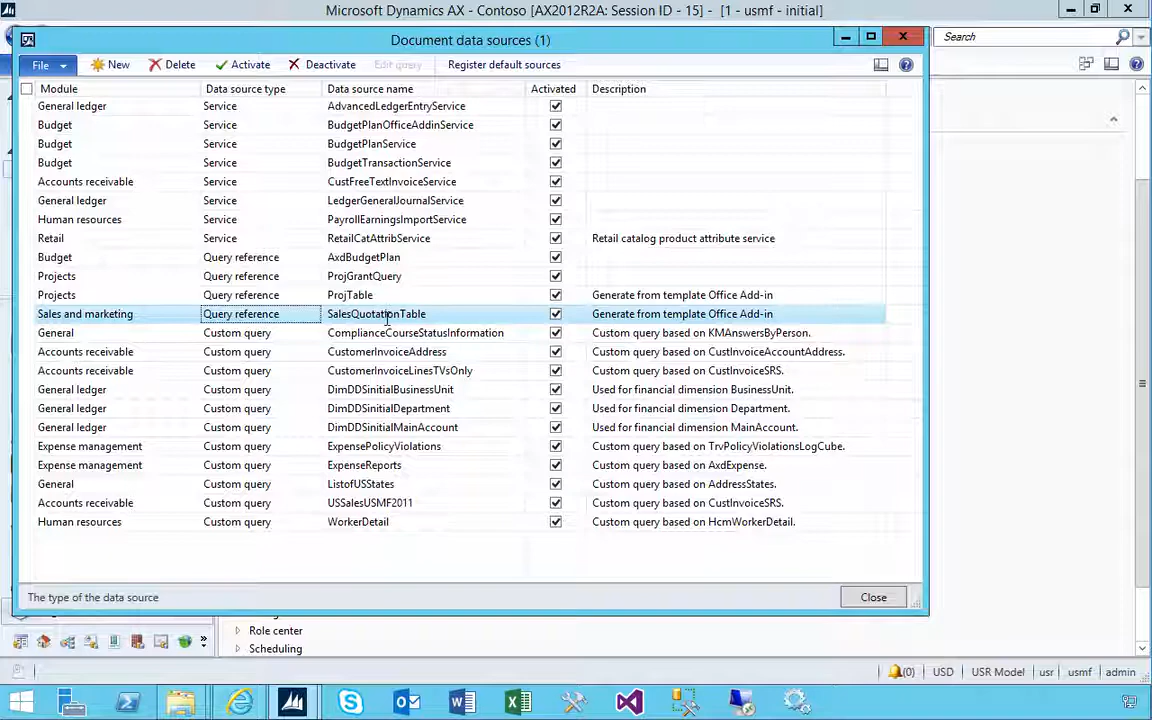 Microsoft Dynamics AX - Contoso [AX2012R2A: Session ID - 15] - [1 - usmf - initial]
Document data sources (1)
Search
File New Delete Activate Deactivate Edit query Register default sources
Module Data source type Data source name Activated Description
General ledger Service AdvancedLedgerEntryService
Budget Service BudgetPlanOfficeAddinService
Budget Service BudgetPlanService
Budget Service BudgetTransactionService
Accounts receivable Service CustFreeTextInvoiceService
General ledger Service LedgerGeneralJournalService
Human resources Service PayrollEarningsImportService
Retail Service RetailCatAttribService Retail catalog product attribute service
Budget Query reference AxdBudgetPlan
Projects Query reference ProjGrantQuery
Projects Query reference ProjTable Generate from template Office Add-in
Sales and marketing Query reference SalesQuotationTable Generate from template Office Add-in
General Custom query ComplianceCourseStatusInformation Custom query based on KMAnswersByPerson.
Accounts receivable Custom query CustomerInvoiceAddress Custom query based on CustInvoiceAccountAddress.
Accounts receivable Custom query CustomerInvoiceLinesTVsOnly Custom query based on CustInvoiceSRS.
General ledger Custom query DimDDSinitialBusinessUnit Used for financial dimension BusinessUnit.
General ledger Custom query DimDDSinitialDepartment Used for financial dimension Department.
General ledger Custom query DimDDSinitialMainAccount Used for financial dimension MainAccount.
Expense management Custom query ExpensePolicyViolations Custom query based on TrvPolicyViolationsLogCube.
Expense management Custom query ExpenseReports Custom query based on AxdExpense.
General Custom query ListofUSStates Custom query based on AddressStates.
Accounts receivable Custom query USSalesUSMF2011 Custom query based on CustInvoiceSRS.
Human resources Custom query WorkerDetail Custom query based on HcmWorkerDetail.
The type of the data source Close
Role center
Scheduling
(0) USD USR Model usr usmf admin